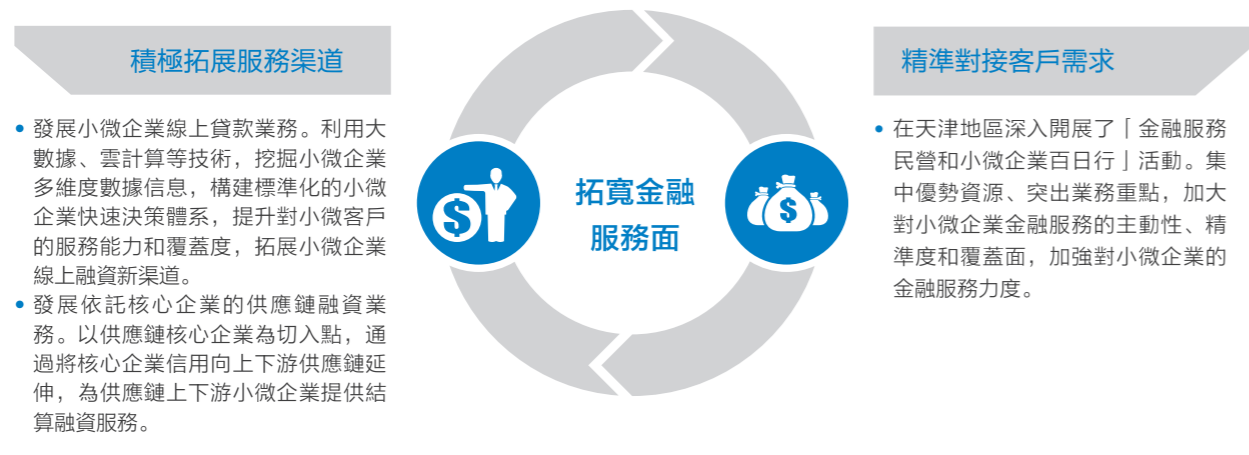 積極拓展服務渠道
• 發展小微企業線上貸款業務。利用大
數據、雲計算等技術，挖掘小微企業
多維度數據信息，構建標準化的小微
企業快速決策體系，提升對小微客戶
的服務能力和覆蓋度，拓展小微企業
線上融資新渠道。
• 發展依託核心企業的供應鏈融資業
務。以供應鏈核心企業為切入點，通
過將核心企業信用向上下游供應鏈延
伸，為供應鏈上下游小微企業提供結
算融資服務。
拓寬金融
服務面
精準對接客戶需求
• 在天津地區深入開展了「金融服務
民營和小微企業百日行」活動。集
中優勢資源、突出業務重點，加大
對小微企業金融服務的主動性、精
準度和覆蓋面，加強對小微企業的
金融服務力度。